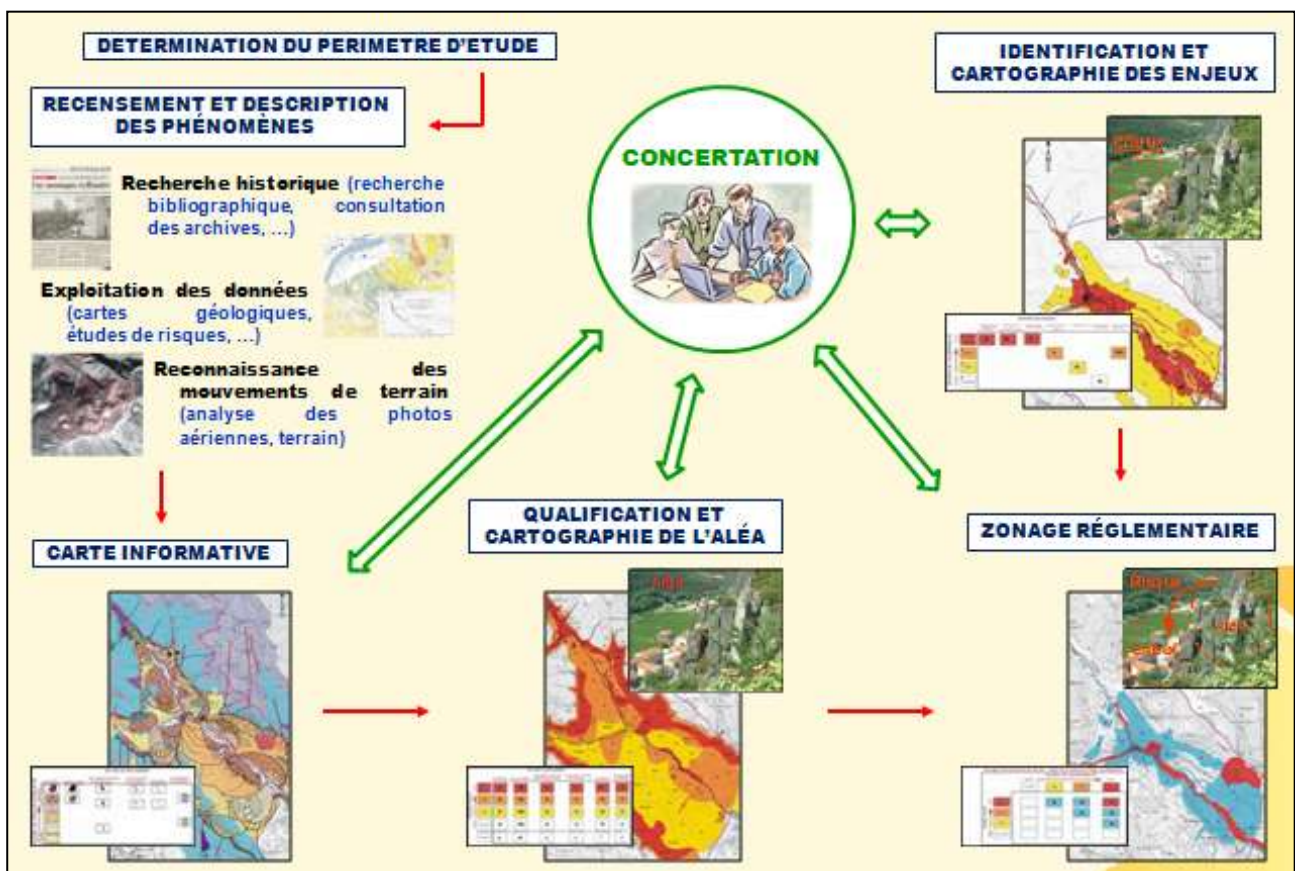 DETERMINATION DU PERIMETRE D'ETUDE
RECENSEMENT ET DESCRIPTION
DES PHÉNOMÈNES
Recherche historique (recherche
bibliographique, consultation
des archives, ...)
Exploitation des données
(cartes géologiques,
études de risques, ...)
Reconnaissance des
mouvements de terrain
(analyse des photos
aériennes, terrain)
CONCERTATION
IDENTIFICATION ET
CARTOGRAPHIE DES ENJEUX
CARTE INFORMATIVE
QUALIFICATION ET
CARTOGRAPHIE DE L'ALÉA
ZONAGE RÉGLEMENTAIRE
Risque